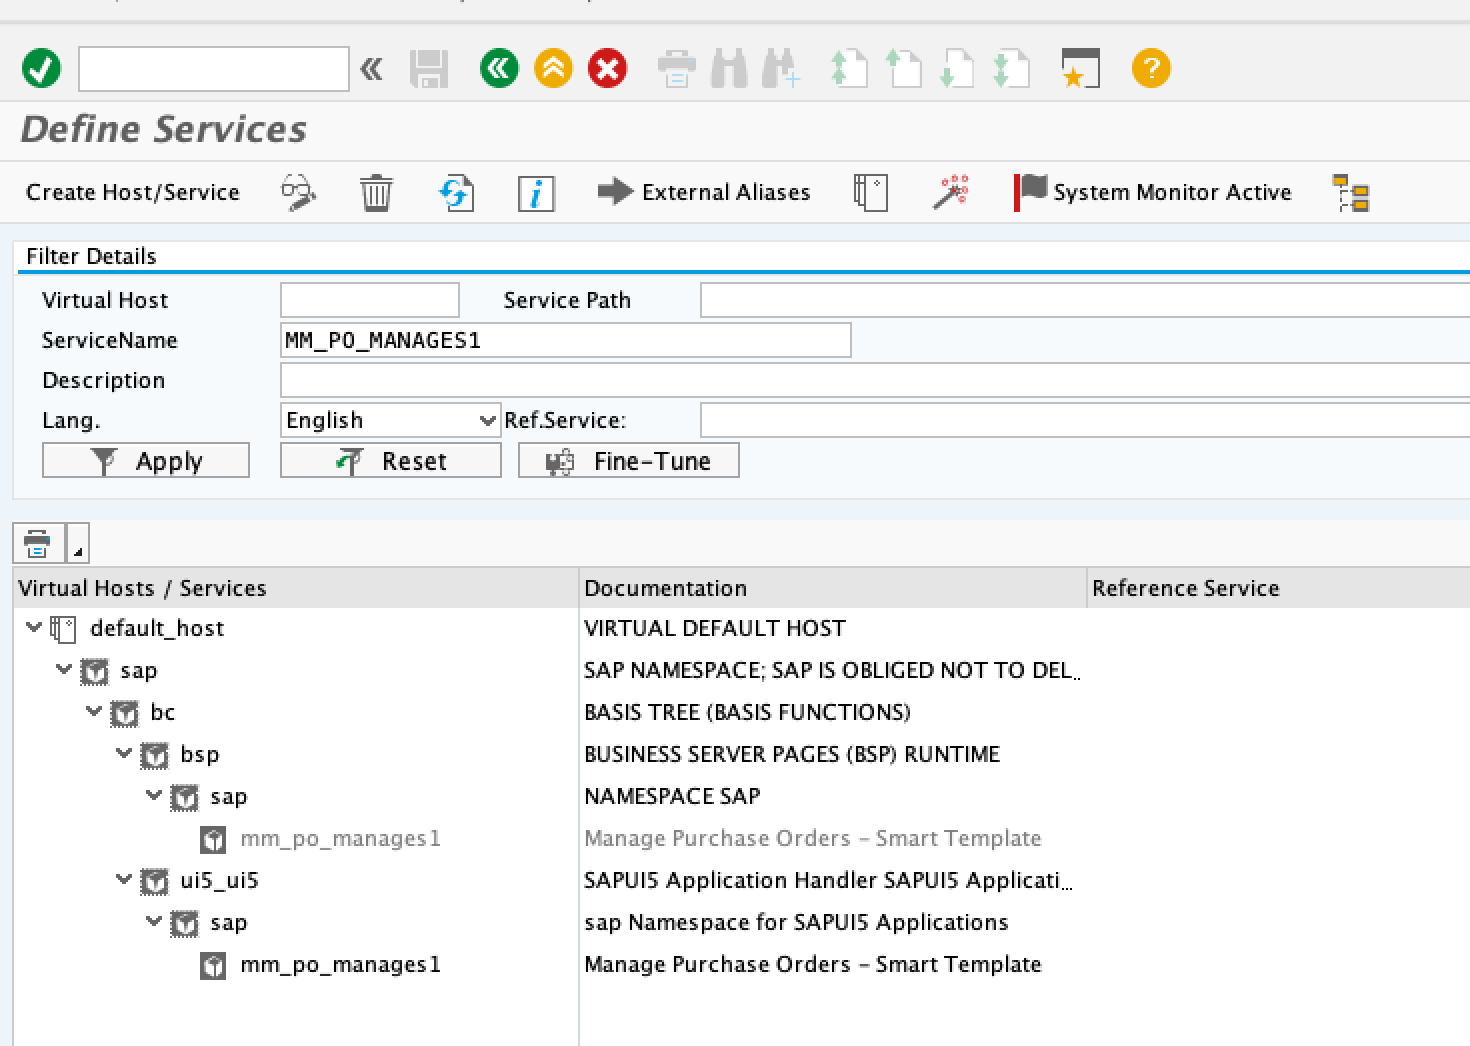 Define Services
Create Host/Service External Aliases System Monitor Active
Filter Details
Virtual Host Service Path
ServiceName MM_PO_MANAGES1
Description
Lang. English Ref.Service:
Apply Reset Fine-Tune
Virtual Hosts / Services Documentation Reference Service
default_host VIRTUAL DEFAULT HOST
sap SAP NAMESPACE; SAP IS OBLIGED NOT TO DEL...
bc BASIS TREE (BASIS FUNCTIONS)
bsp BUSINESS SERVER PAGES (BSP) RUNTIME
sap NAMESPACE SAP
mm_po_manages1 Manage Purchase Orders - Smart Template
ui5_ui5 SAPUI5 Application Handler SAPUI5 Applicati...
sap sap Namespace for SAPUI5 Applications
mm_po_manages1 Manage Purchase Orders - Smart Template